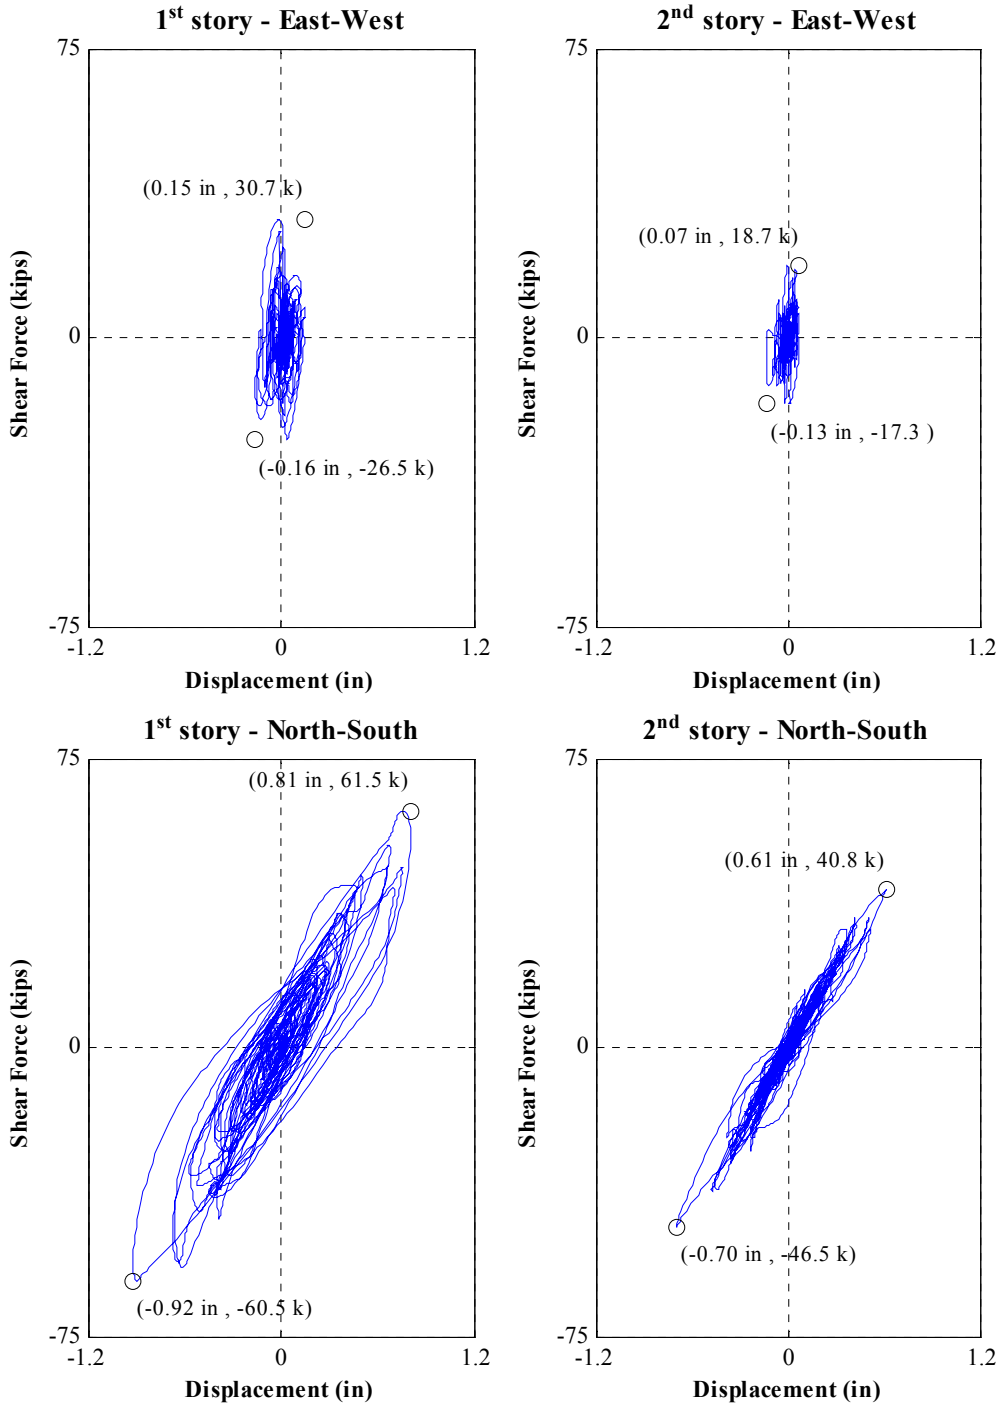 1st story - East-West
75
(0.15 in , 30.7 k)
Shear Force (kips)
0
(-0.16 in , -26.5 k)
-75
-1.2 0 1.2
Displacement (in)
2nd story - East-West
75
(0.07 in , 18.7 k)
Shear Force (kips)
0
(-0.13 in , -17.3 )
-75
-1.2 0 1.2
Displacement (in)
1st story - North-South
75
(0.81 in , 61.5 k)
Shear Force (kips)
0
(-0.92 in , -60.5 k)
-75
-1.2 0 1.2
Displacement (in)
2nd story - North-South
75
(0.61 in , 40.8 k)
Shear Force (kips)
0
(-0.70 in , -46.5 k)
-75
-1.2 0 1.2
Displacement (in)